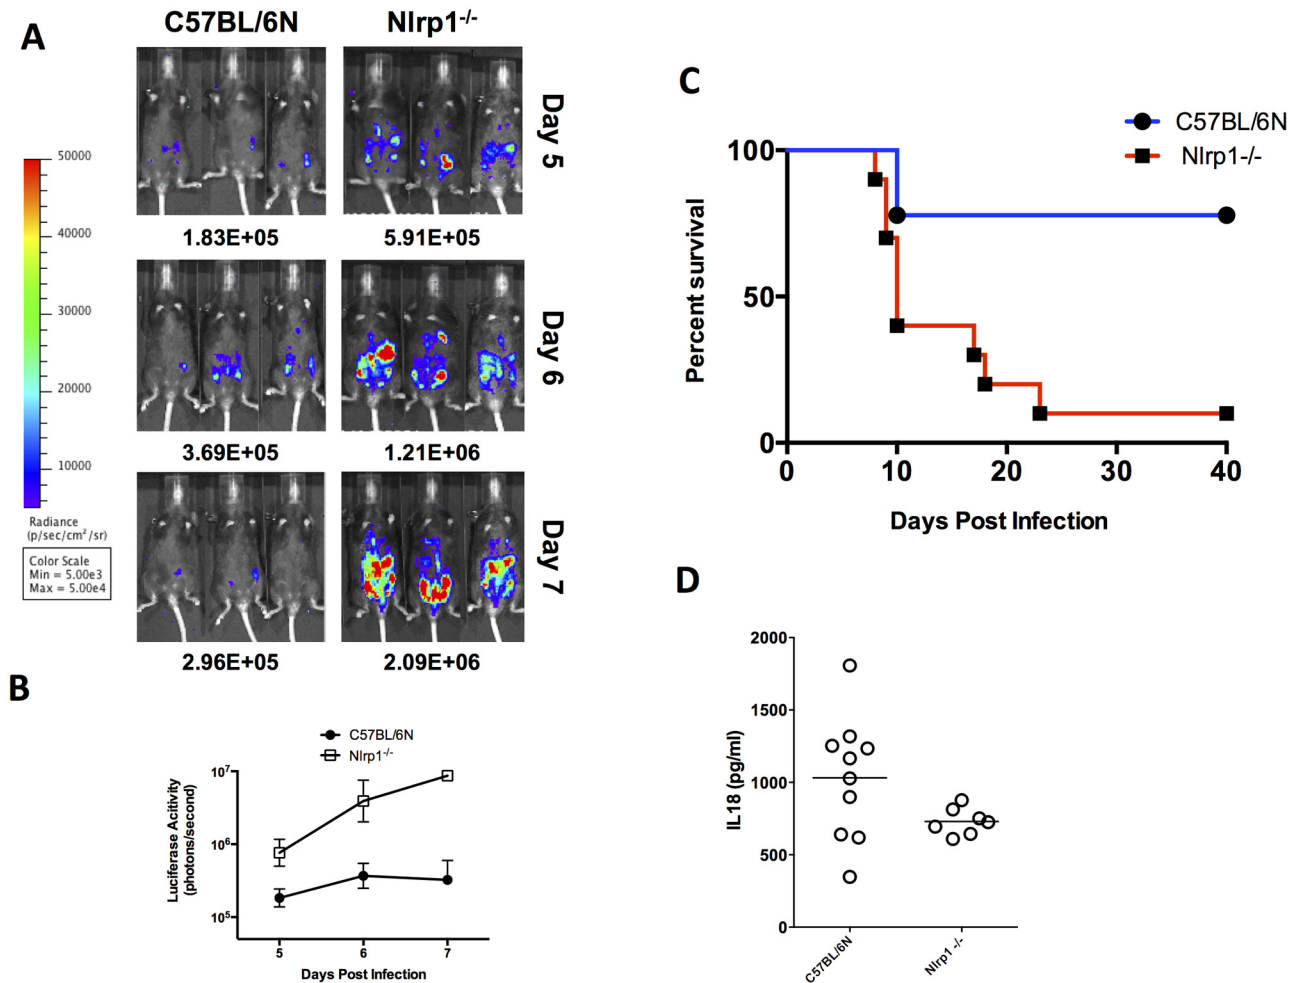 A
C57BL/6N
Nlrp1-/-
Day 5
1.83E+05
5.91E+05
50000
40000
30000
20000
10000
Radiance
(p/sec/cm²/sr)
Color Scale
Min = 5.00e3
Max = 5.00e4
Day 6
3.69E+05
1.21E+06
Day 7
2.96E+05
2.09E+06
B
C57BL/6N
Nlrp1-/-
Luciferase Acitivity
(photons/second)
10⁷
10⁶
10⁵
5
6
7
Days Post Infection
C
C57BL/6N
Nlrp1-/-
Percent survival
100
50
0
0
10
20
30
40
Days Post Infection
D
IL18 (pg/ml)
2000
1500
1000
500
0
C57BL/6N
Nlrp1 -/-